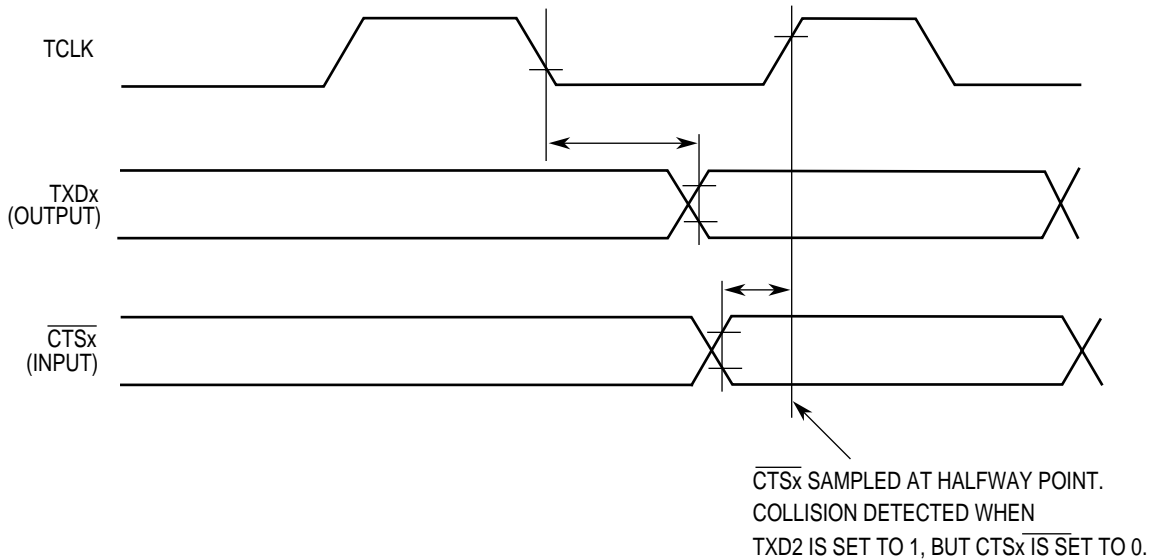 TCLK
TXDx
(OUTPUT)
CTSx
(INPUT)
CTSx SAMPLED AT HALFWAY POINT.
COLLISION DETECTED WHEN
TXD2 IS SET TO 1, BUT CTSx IS SET TO 0.